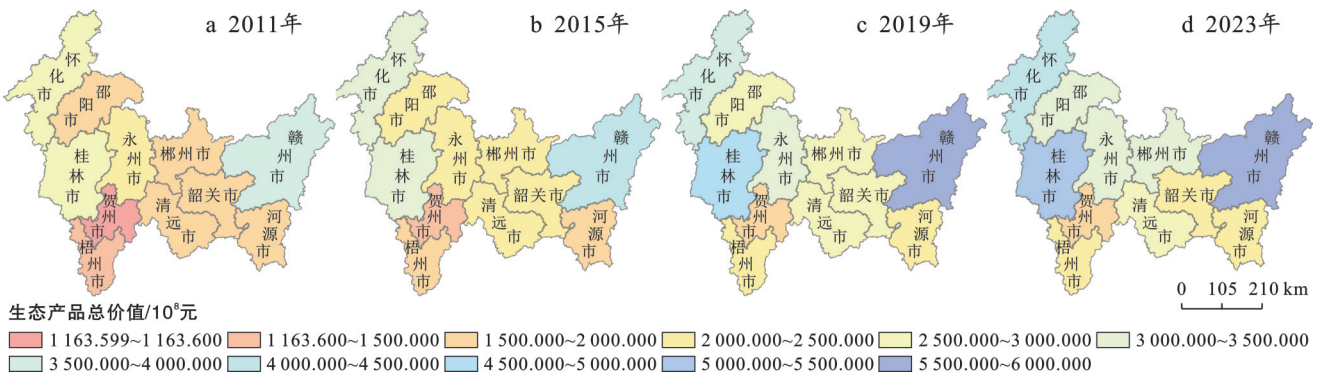 a 2011年
怀化市
邵阳市
永州市
桂林市
郴州市
赣州市
韶关市
贺州市
清远市
河源市
梧州市
b 2015年
怀化市
邵阳市
永州市
桂林市
郴州市
赣州市
韶关市
贺州市
清远市
河源市
梧州市
c 2019年
怀化市
邵阳市
永州市
桂林市
郴州市
赣州市
韶关市
贺州市
清远市
河源市
梧州市
d 2023年
怀化市
邵阳市
永州市
桂林市
郴州市
赣州市
韶关市
贺州市
清远市
河源市
梧州市
0 105 210 km
生态产品总价值/10⁸元
1 163.599~1 163.600 1 163.600~1 500.000 1 500.000~2 000.000 2 000.000~2 500.000 2 500.000~3 000.000 3 000.000~3 500.000
3 500.000~4 000.000 4 000.000~4 500.000 4 500.000~5 000.000 5 000.000~5 500.000 5 500.000~6 000.000